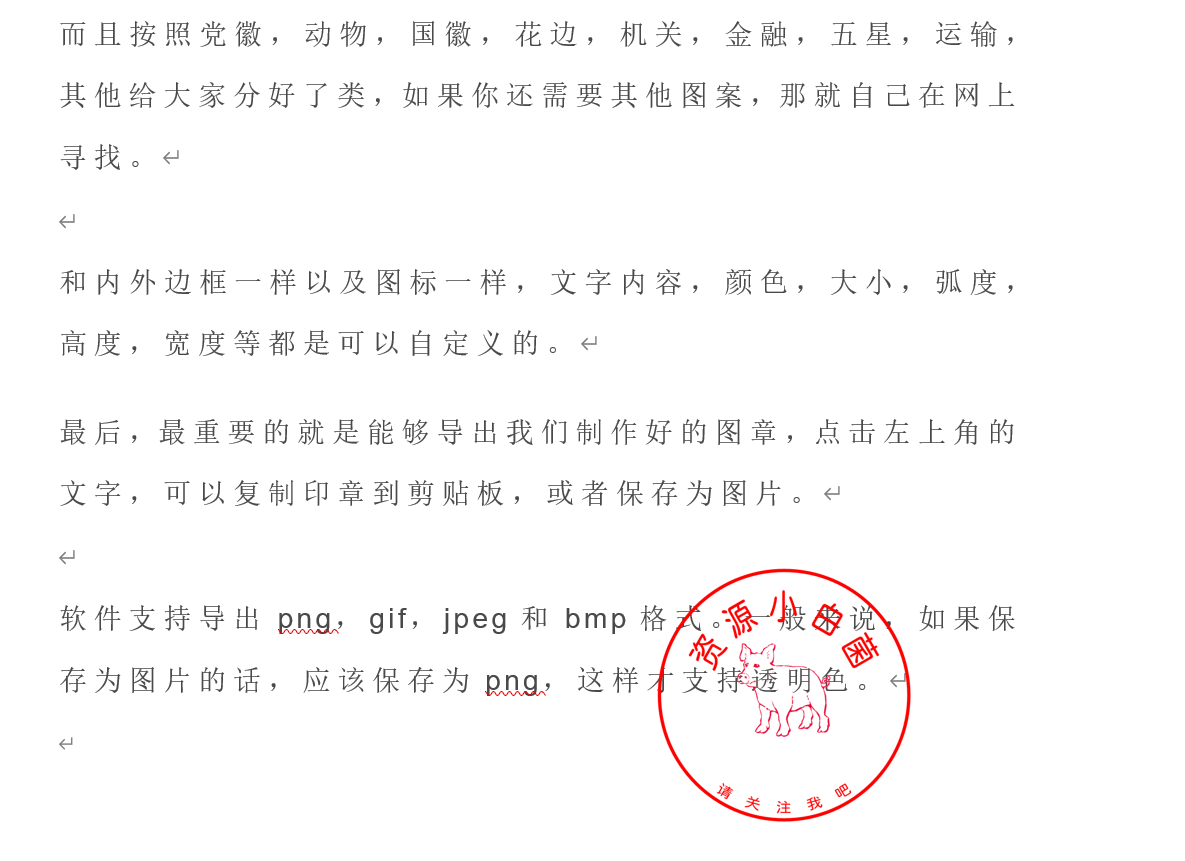 而且按照党徽，动物，国徽，花边，机关，金融，五星，运输，
其他给大家分好了类，如果你还需要其他图案，那就自己在网上
寻找。
和内外边框一样以及图标一样，文字内容，颜色，大小，弧度，
高度，宽度等都是可以自定义的。
最后，最重要的就是能够导出我们制作好的图章，点击左上角的
文字，可以复制印章到剪贴板，或者保存为图片。
软件支持导出 png，gif，jpeg 和 bmp 格式。一般来说，如果保
存为图片的话，应该保存为 png，这样才支持透明色。
资源小电菌
请关注我吧